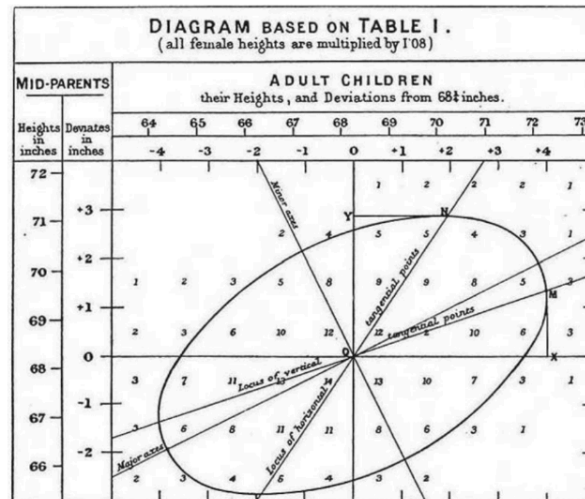 DIAGRAM BASED ON TABLE I.
(all female heights are multiplied by 1'08)
MID-PARENTS
ADULT CHILDREN
their Heights, and Deviations from 68¼ inches.
Heights in inches
Deviates in inches
64 65 66 67 68 69 70 71 72 73
-4 -3 -2 -1 0 +1 +2 +3 +4
72
1 2 2 2 1
+3
Y N
71
2 4 5 5 4 3 1
Minor axes
+2
70
1 2 3 5 8 9 9 8 5 3
M
tangential points
+1
69
2 3 6 10 12 12 10 6 3
tangential points
0 O X
68
3 7 11 13 14 13 10 7 3 1
Locus of vertical
-1
67
3 6 8 11 11 8 6 3 1
Locus of horizontal
Major axes
-2
66
2 3 4 4 3 2